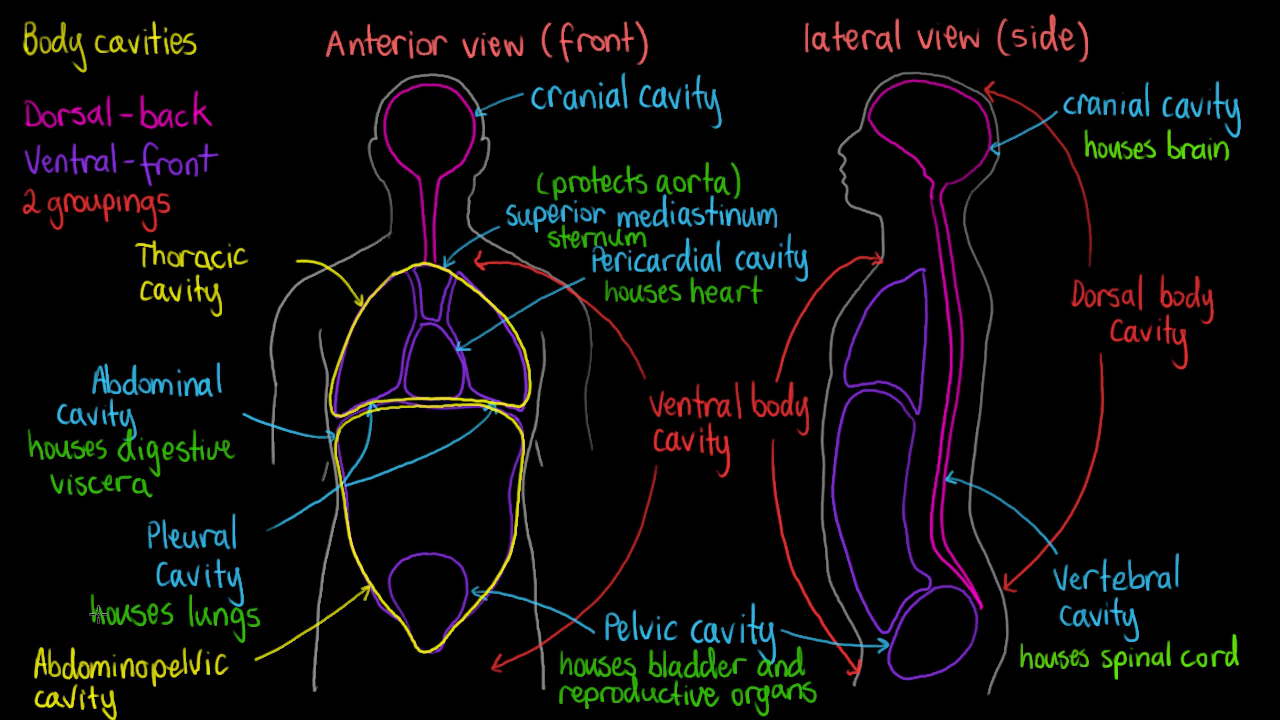 Body cavities
Dorsal - back
Ventral - front
2 groupings
Anterior view (front)
cranial cavity
(protects aorta)
superior mediastinum
sternum
Pericardial cavity
houses heart
Thoracic
cavity
Abdominal
cavity
houses digestive
viscera
Pleural
Cavity
houses lungs
Abdominopelvic
cavity
Ventral body
cavity
Pelvic cavity
houses bladder and
reproductive organs
lateral view (side)
cranial cavity
houses brain
Dorsal body
Cavity
Vertebral
cavity
houses spinal cord